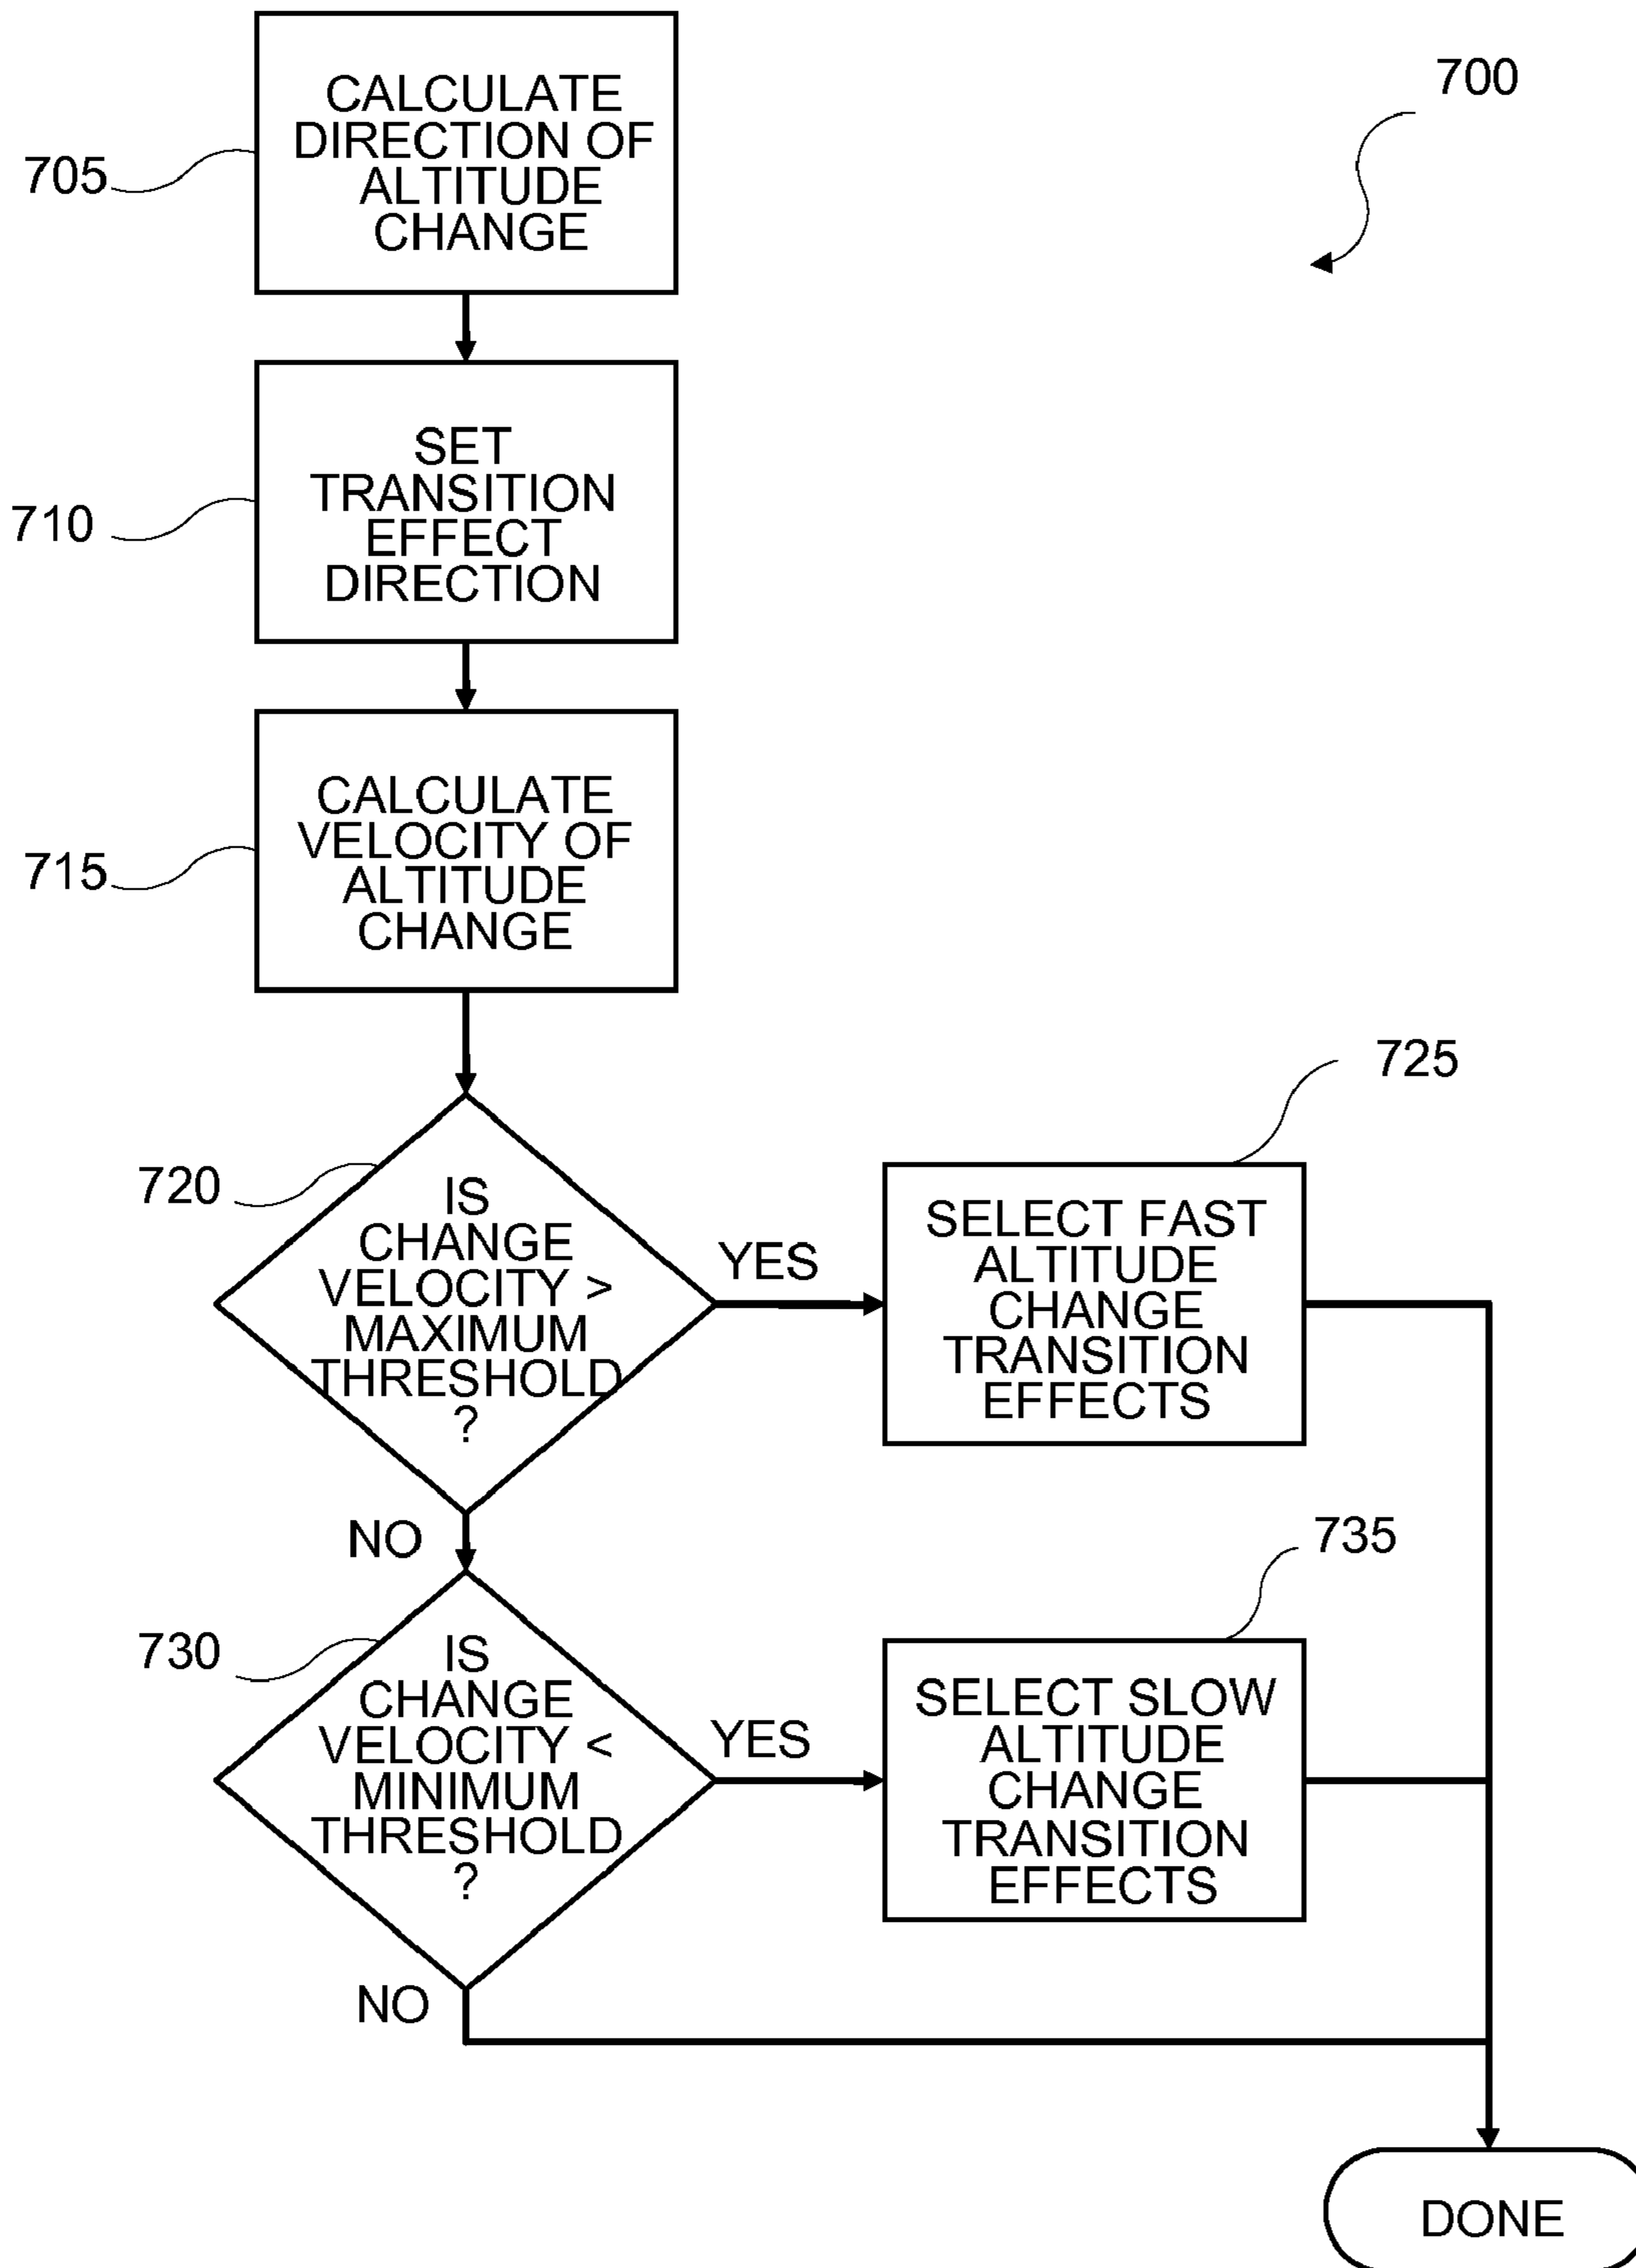 700
CALCULATE
DIRECTION OF
ALTITUDE
CHANGE
705
SET
TRANSITION
EFFECT
DIRECTION
710
CALCULATE
VELOCITY OF
ALTITUDE
CHANGE
715
720
IS
CHANGE
VELOCITY >
MAXIMUM
THRESHOLD
?
YES
725
SELECT FAST
ALTITUDE
CHANGE
TRANSITION
EFFECTS
NO
730
IS
CHANGE
VELOCITY <
MINIMUM
THRESHOLD
?
YES
735
SELECT SLOW
ALTITUDE
CHANGE
TRANSITION
EFFECTS
NO
DONE